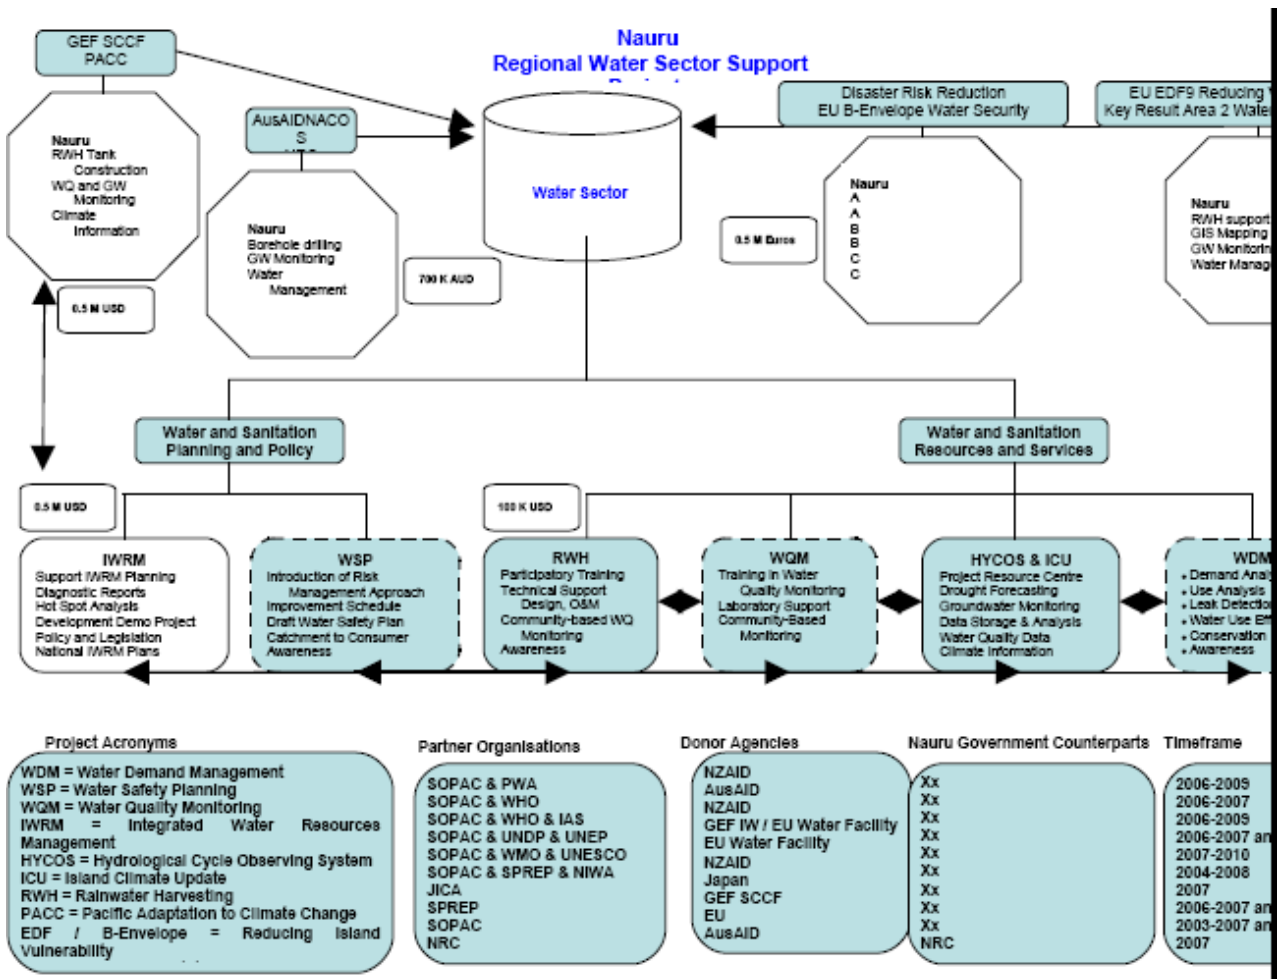 GEF SCCF
PACC
Nauru
Regional Water Sector Support
Nauru
RWH Tank
Construction
WQ and GW
Monitoring
Climate
Information
0.5 M USD
AusAIDNACO
S
Nauru
Borehole drilling
GW Monitoring
Water
Management
700 K AUD
Water Sector
Disaster Risk Reduction
EU B-Envelope Water Security
Nauru
A
A
B
B
C
C
0.5 M Euros
EU EDF9 Reducing
Key Result Area 2 Water
Nauru
RWH support
GIS Mapping
GW Monitorin
Water Manag
Water and Sanitation
Planning and Policy
Water and Sanitation
Resources and Services
0.5 M USD
100 K USD
IWRM
Support IWRM Planning
Diagnostic Reports
Hot Spot Analysis
Development Demo Project
Policy and Legislation
National IWRM Plans
WSP
Introduction of Risk
Management Approach
Improvement Schedule
Draft Water Safety Plan
Catchment to Consumer
Awareness
RWH
Participatory Training
Technical Support
Design, O&M
Community-based WQ
Monitoring
Awareness
WQM
Training in Water
Quality Monitoring
Laboratory Support
Community-Based
Monitoring
HYCOS & ICU
Project Resource Centre
Drought Forecasting
Groundwater Monitoring
Data Storage & Analysis
Water Quality Data
Climate Information
WDM
• Demand Analy
• Use Analysis
• Leak Detectio
• Water Use Eff
• Conservation
• Awareness
Project Acronyms
WDM = Water Demand Management
WSP = Water Safety Planning
WQM = Water Quality Monitoring
IWRM = Integrated Water Resources
Management
HYCOS = Hydrological Cycle Observing System
ICU = Island Climate Update
RWH = Rainwater Harvesting
PACC = Pacific Adaptation to Climate Change
EDF / B-Envelope = Reducing Island
Vulnerability
Partner Organisations
SOPAC & PWA
SOPAC & WHO
SOPAC & WHO & IAS
SOPAC & UNDP & UNEP
SOPAC & WMO & UNESCO
SOPAC & SPREP & NIWA
JICA
SPREP
SOPAC
NRC
Donor Agencies
NZAID
AusAID
NZAID
GEF IW / EU Water Facility
EU Water Facility
NZAID
Japan
GEF SCCF
EU
AusAID
Nauru Government Counterparts
Xx
Xx
Xx
Xx
Xx
Xx
Xx
Xx
Xx
NRC
Timeframe
2006-2009
2006-2007
2006-2009
2006-2007 an
2007-2010
2004-2008
2007
2006-2007 an
2003-2007 an
2007